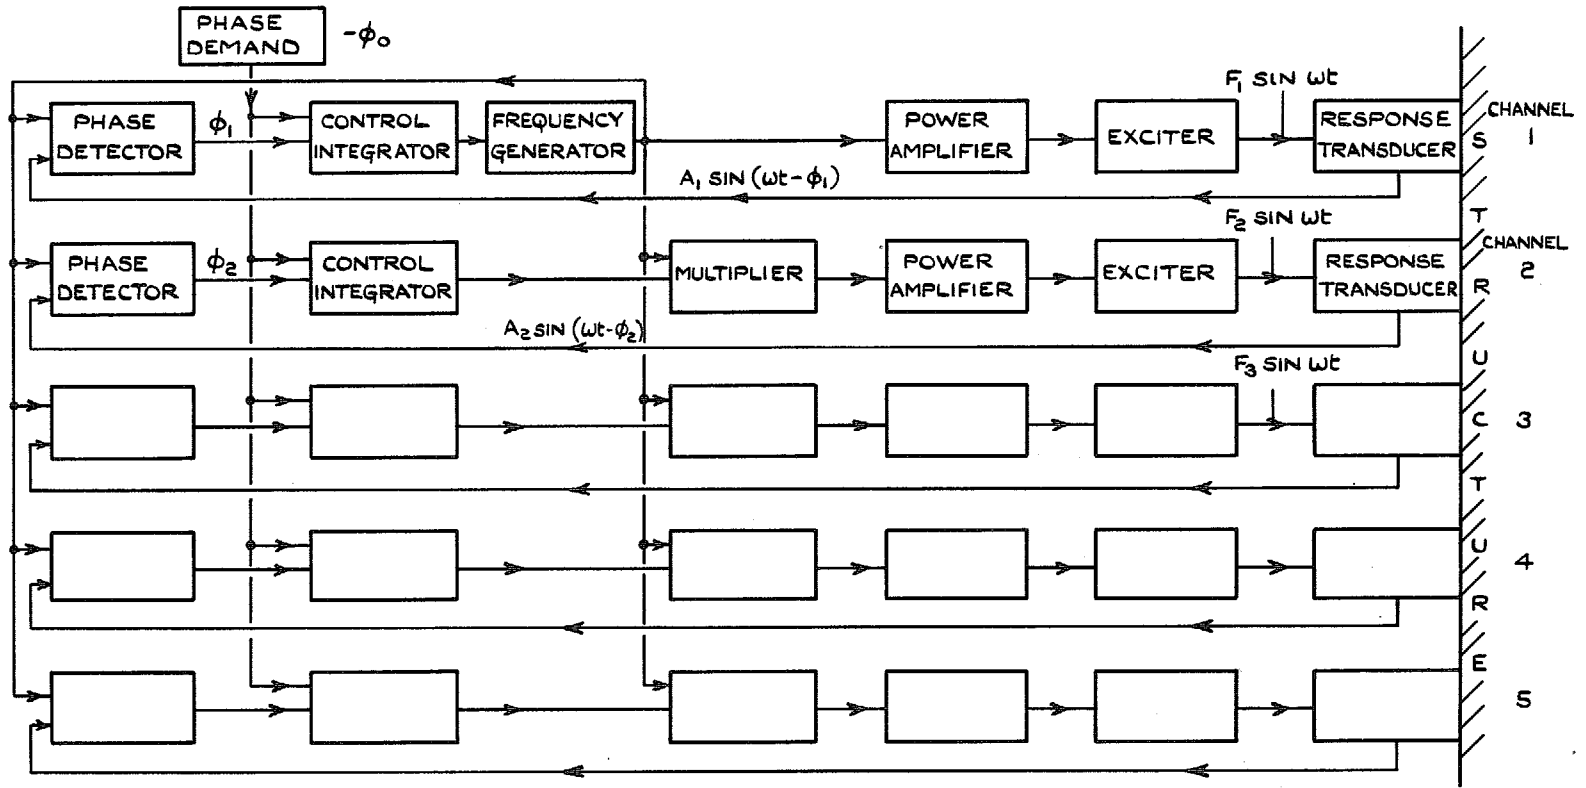 PHASE
DEMAND
-ϕ₀
PHASE
DETECTOR
ϕ₁
CONTROL
INTEGRATOR
FREQUENCY
GENERATOR
POWER
AMPLIFIER
EXCITER
F₁ SIN ωt
RESPONSE
TRANSDUCER
CHANNEL
1
A₁ SIN (ωt-ϕ₁)
PHASE
DETECTOR
ϕ₂
CONTROL
INTEGRATOR
MULTIPLIER
POWER
AMPLIFIER
EXCITER
F₂ SIN ωt
RESPONSE
TRANSDUCER
CHANNEL
2
A₂ SIN (ωt-ϕ₂)
F₃ SIN ωt
3
4
5
STRUCTURE